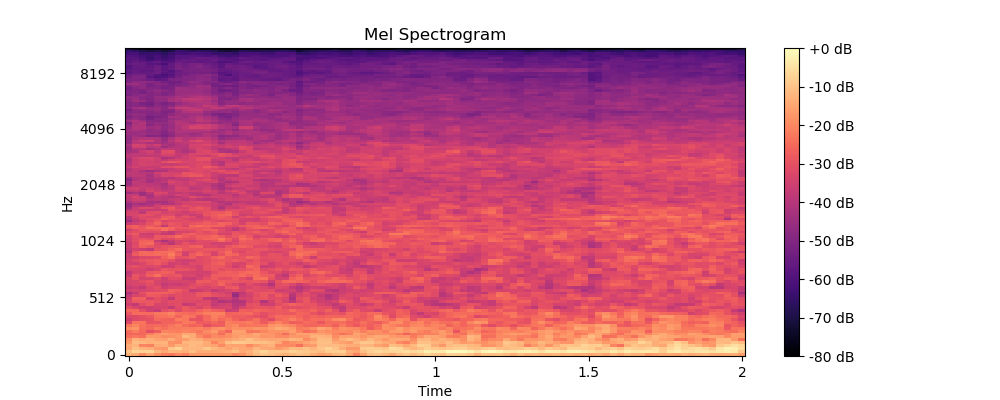 Mel Spectrogram
8192
4096
2048
1024
512
0
Hz
0
0.5
1
1.5
2
Time
+0 dB
-10 dB
-20 dB
-30 dB
-40 dB
-50 dB
-60 dB
-70 dB
-80 dB